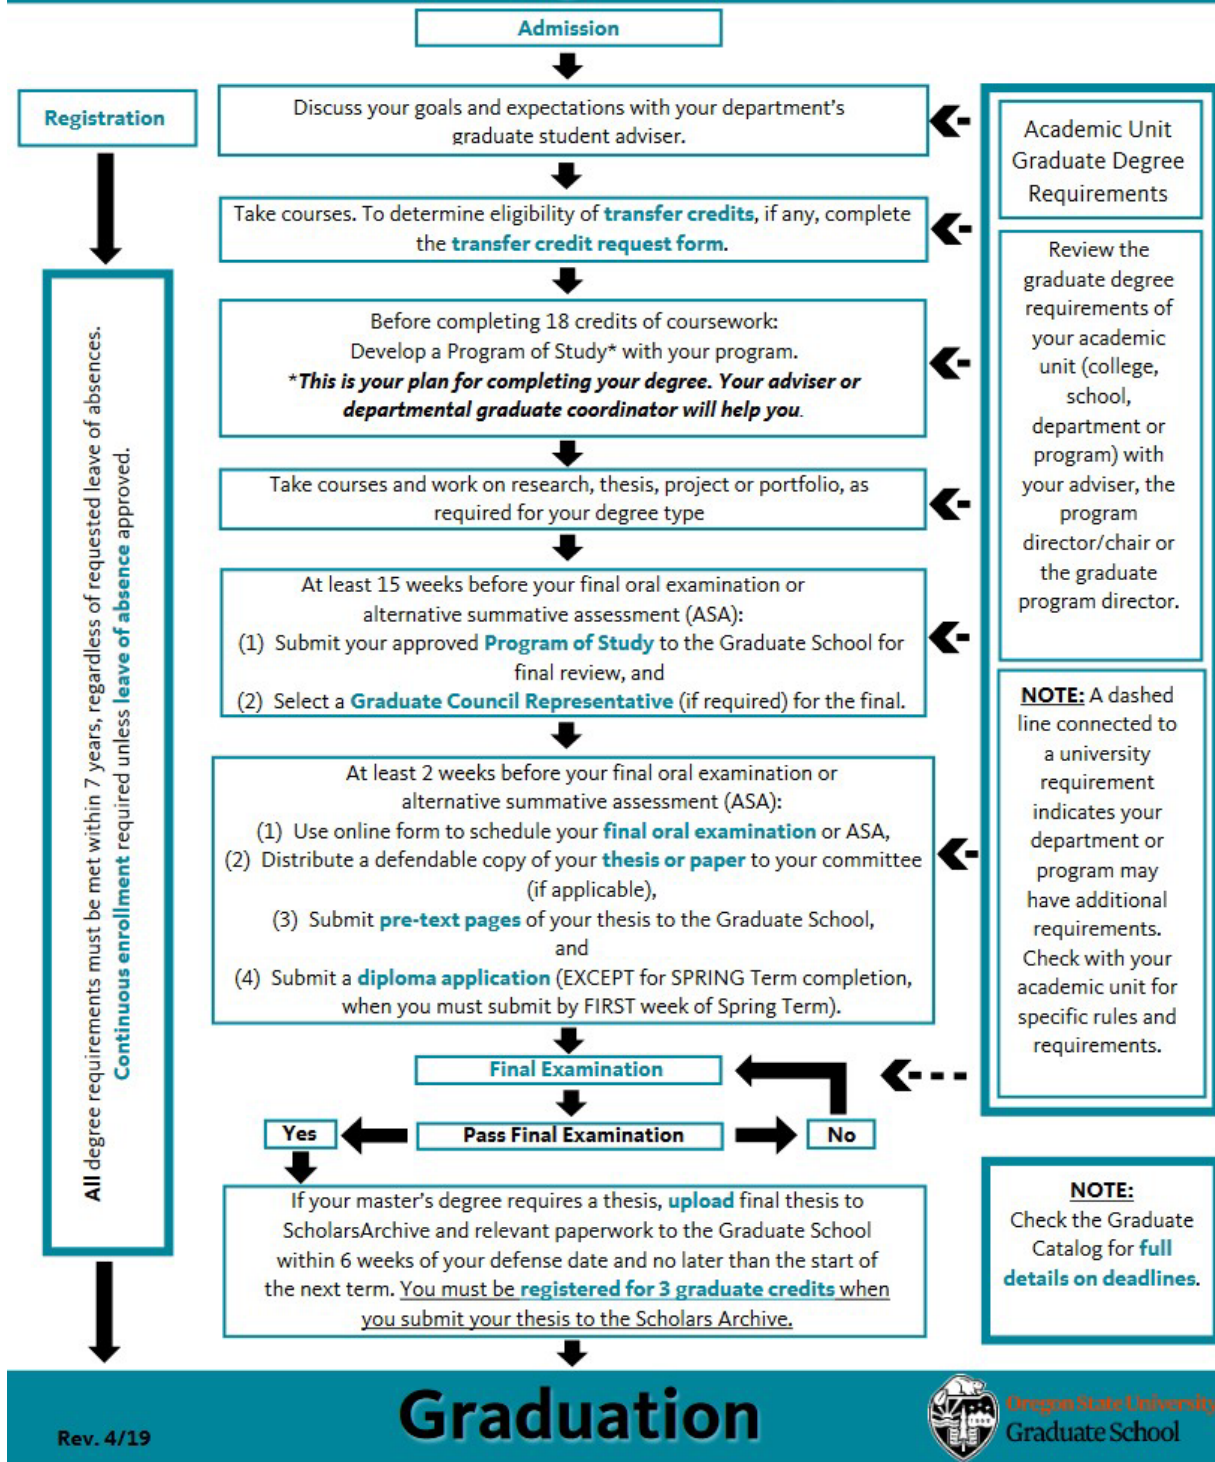 Admission
Registration
Discuss your goals and expectations with your department's
graduate student adviser.
Take courses. To determine eligibility of transfer credits, if any, complete
the transfer credit request form.
Before completing 18 credits of coursework:
Develop a Program of Study* with your program.
*This is your plan for completing your degree. Your adviser or
departmental graduate coordinator will help you.
Take courses and work on research, thesis, project or portfolio, as
required for your degree type
At least 15 weeks before your final oral examination or
alternative summative assessment (ASA):
(1) Submit your approved Program of Study to the Graduate School for
final review, and
(2) Select a Graduate Council Representative (if required) for the final.
At least 2 weeks before your final oral examination or
alternative summative assessment (ASA):
(1) Use online form to schedule your final oral examination or ASA,
(2) Distribute a defendable copy of your thesis or paper to your committee
(if applicable),
(3) Submit pre-text pages of your thesis to the Graduate School,
and
(4) Submit a diploma application (EXCEPT for SPRING Term completion,
when you must submit by FIRST week of Spring Term).
Final Examination
Yes
Pass Final Examination
No
If your master's degree requires a thesis, upload final thesis to
ScholarsArchive and relevant paperwork to the Graduate School
within 6 weeks of your defense date and no later than the start of
the next term. You must be registered for 3 graduate credits when
you submit your thesis to the Scholars Archive.
All degree requirements must be met within 7 years, regardless of requested leave of absences.
Continuous enrollment required unless leave of absence approved.
Academic Unit
Graduate Degree
Requirements
Review the
graduate degree
requirements of
your academic
unit (college,
school,
department or
program) with
your adviser, the
program
director/chair or
the graduate
program director.
NOTE: A dashed
line connected to
a university
requirement
indicates your
department or
program may
have additional
requirements.
Check with your
academic unit for
specific rules and
requirements.
NOTE:
Check the Graduate
Catalog for full
details on deadlines.
Rev. 4/19
Graduation
Oregon State University
Graduate School